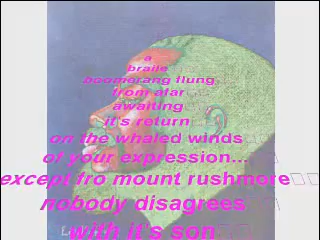 a
braile
boomerang flung
from afar
awaiting
it's return
on the whaled winds
of your expression...
except fro mount rushmore
nobody disagrees
with it's son